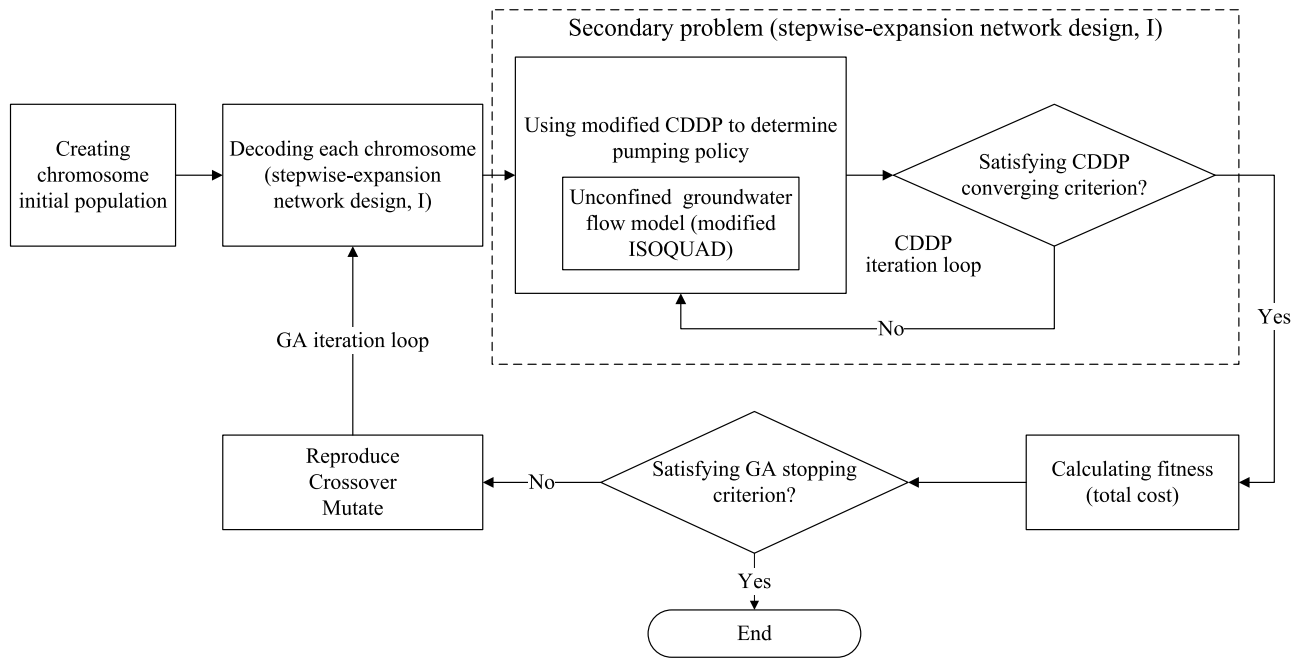 Secondary problem (stepwise-expansion network design, I)
Creating
chromosome
initial population
Decoding each chromosome
(stepwise-expansion
network design, I)
Using modified CDDP to determine
pumping policy
Unconfined groundwater
flow model (modified
ISOQUAD)
Satisfying CDDP
converging criterion?
CDDP
iteration loop
No
Yes
GA iteration loop
Reproduce
Crossover
Mutate
No
Satisfying GA stopping
criterion?
Calculating fitness
(total cost)
Yes
End